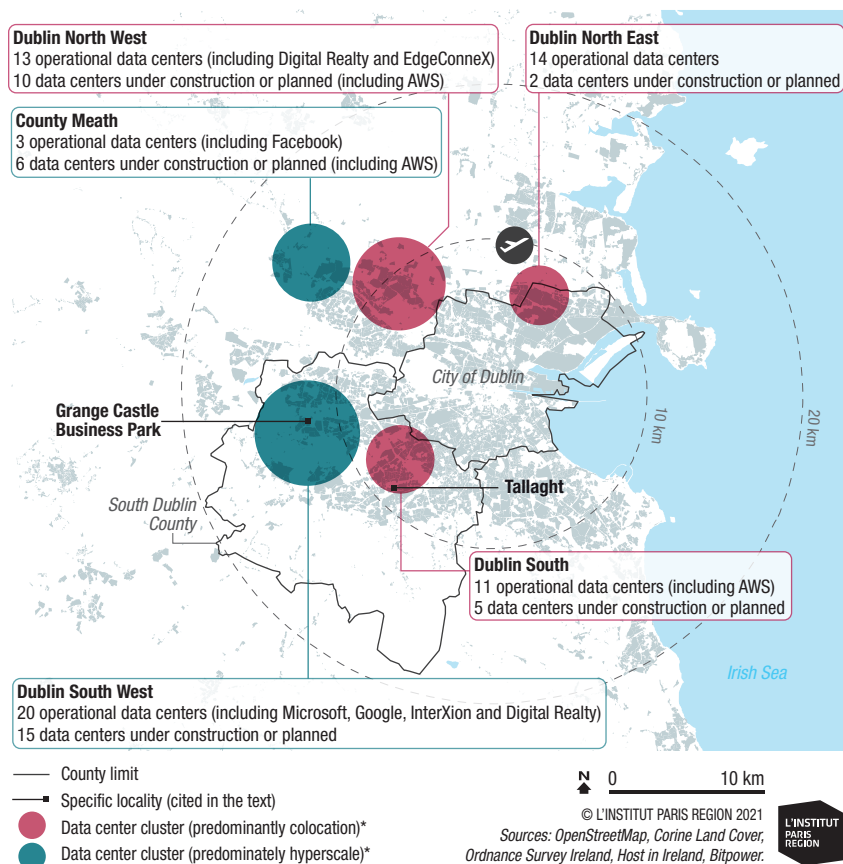 Dublin North West
13 operational data centers (including Digital Realty and EdgeConneX)
10 data centers under construction or planned (including AWS)
Dublin North East
14 operational data centers
2 data centers under construction or planned
County Meath
3 operational data centers (including Facebook)
6 data centers under construction or planned (including AWS)
City of Dublin
10 km
20 km
Grange Castle
Business Park
Tallaght
South Dublin
County
Dublin South
11 operational data centers (including AWS)
5 data centers under construction or planned
Irish Sea
Dublin South West
20 operational data centers (including Microsoft, Google, InterXion and Digital Realty)
15 data centers under construction or planned
County limit
Specific locality (cited in the text)
Data center cluster (predominantly colocation)*
Data center cluster (predominately hyperscale)*
N 0 10 km
© L'INSTITUT PARIS REGION 2021
Sources: OpenStreetMap, Corine Land Cover,
Ordnance Survey Ireland, Host in Ireland, Bitpower.
L'INSTITUT
PARIS
REGION